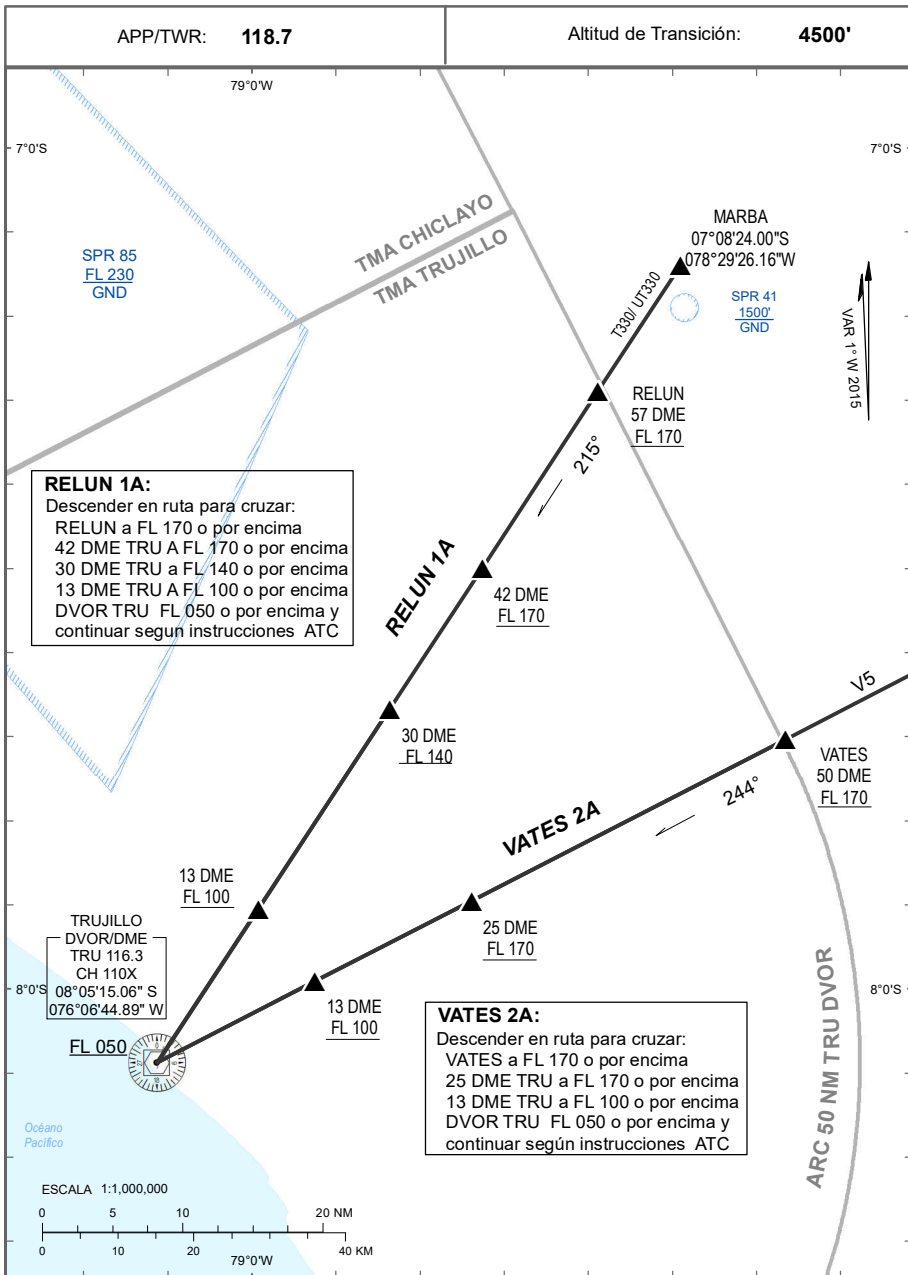 APP/TWR: 118.7
Altitud de Transición: 4500'
79°0'W
7°0'S
7°0'S
MARBA
07°08'24.00"S
078°29'26.16"W
TMA CHICLAYO
TMA TRUJILLO
SPR 85
FL 230
GND
SPR 41
1500'
GND
T330/ UT330
VAR 1° W 2015
RELUN
57 DME
FL 170
215°
RELUN 1A:
Descender en ruta para cruzar:
RELUN a FL 170 o por encima
42 DME TRU A FL 170 o por encima
30 DME TRU a FL 140 o por encima
13 DME TRU A FL 100 o por encima
DVOR TRU FL 050 o por encima y
continuar segun instrucciones ATC
RELUN 1A
42 DME
FL 170
30 DME
FL 140
V5
VATES
50 DME
FL 170
244°
VATES 2A
13 DME
FL 100
25 DME
FL 170
TRUJILLO
DVOR/DME
TRU 116.3
CH 110X
08°05'15.06" S
076°06'44.89" W
8°0'S
8°0'S
13 DME
FL 100
FL 050
VATES 2A:
Descender en ruta para cruzar:
VATES a FL 170 o por encima
25 DME TRU a FL 170 o por encima
13 DME TRU a FL 100 o por encima
DVOR TRU FL 050 o por encima y
continuar según instrucciones ATC
ARC 50 NM TRU DVOR
Océano
Pacifico
ESCALA 1:1,000,000
0 5 10 20 NM
0 10 20 40 KM
79°0'W